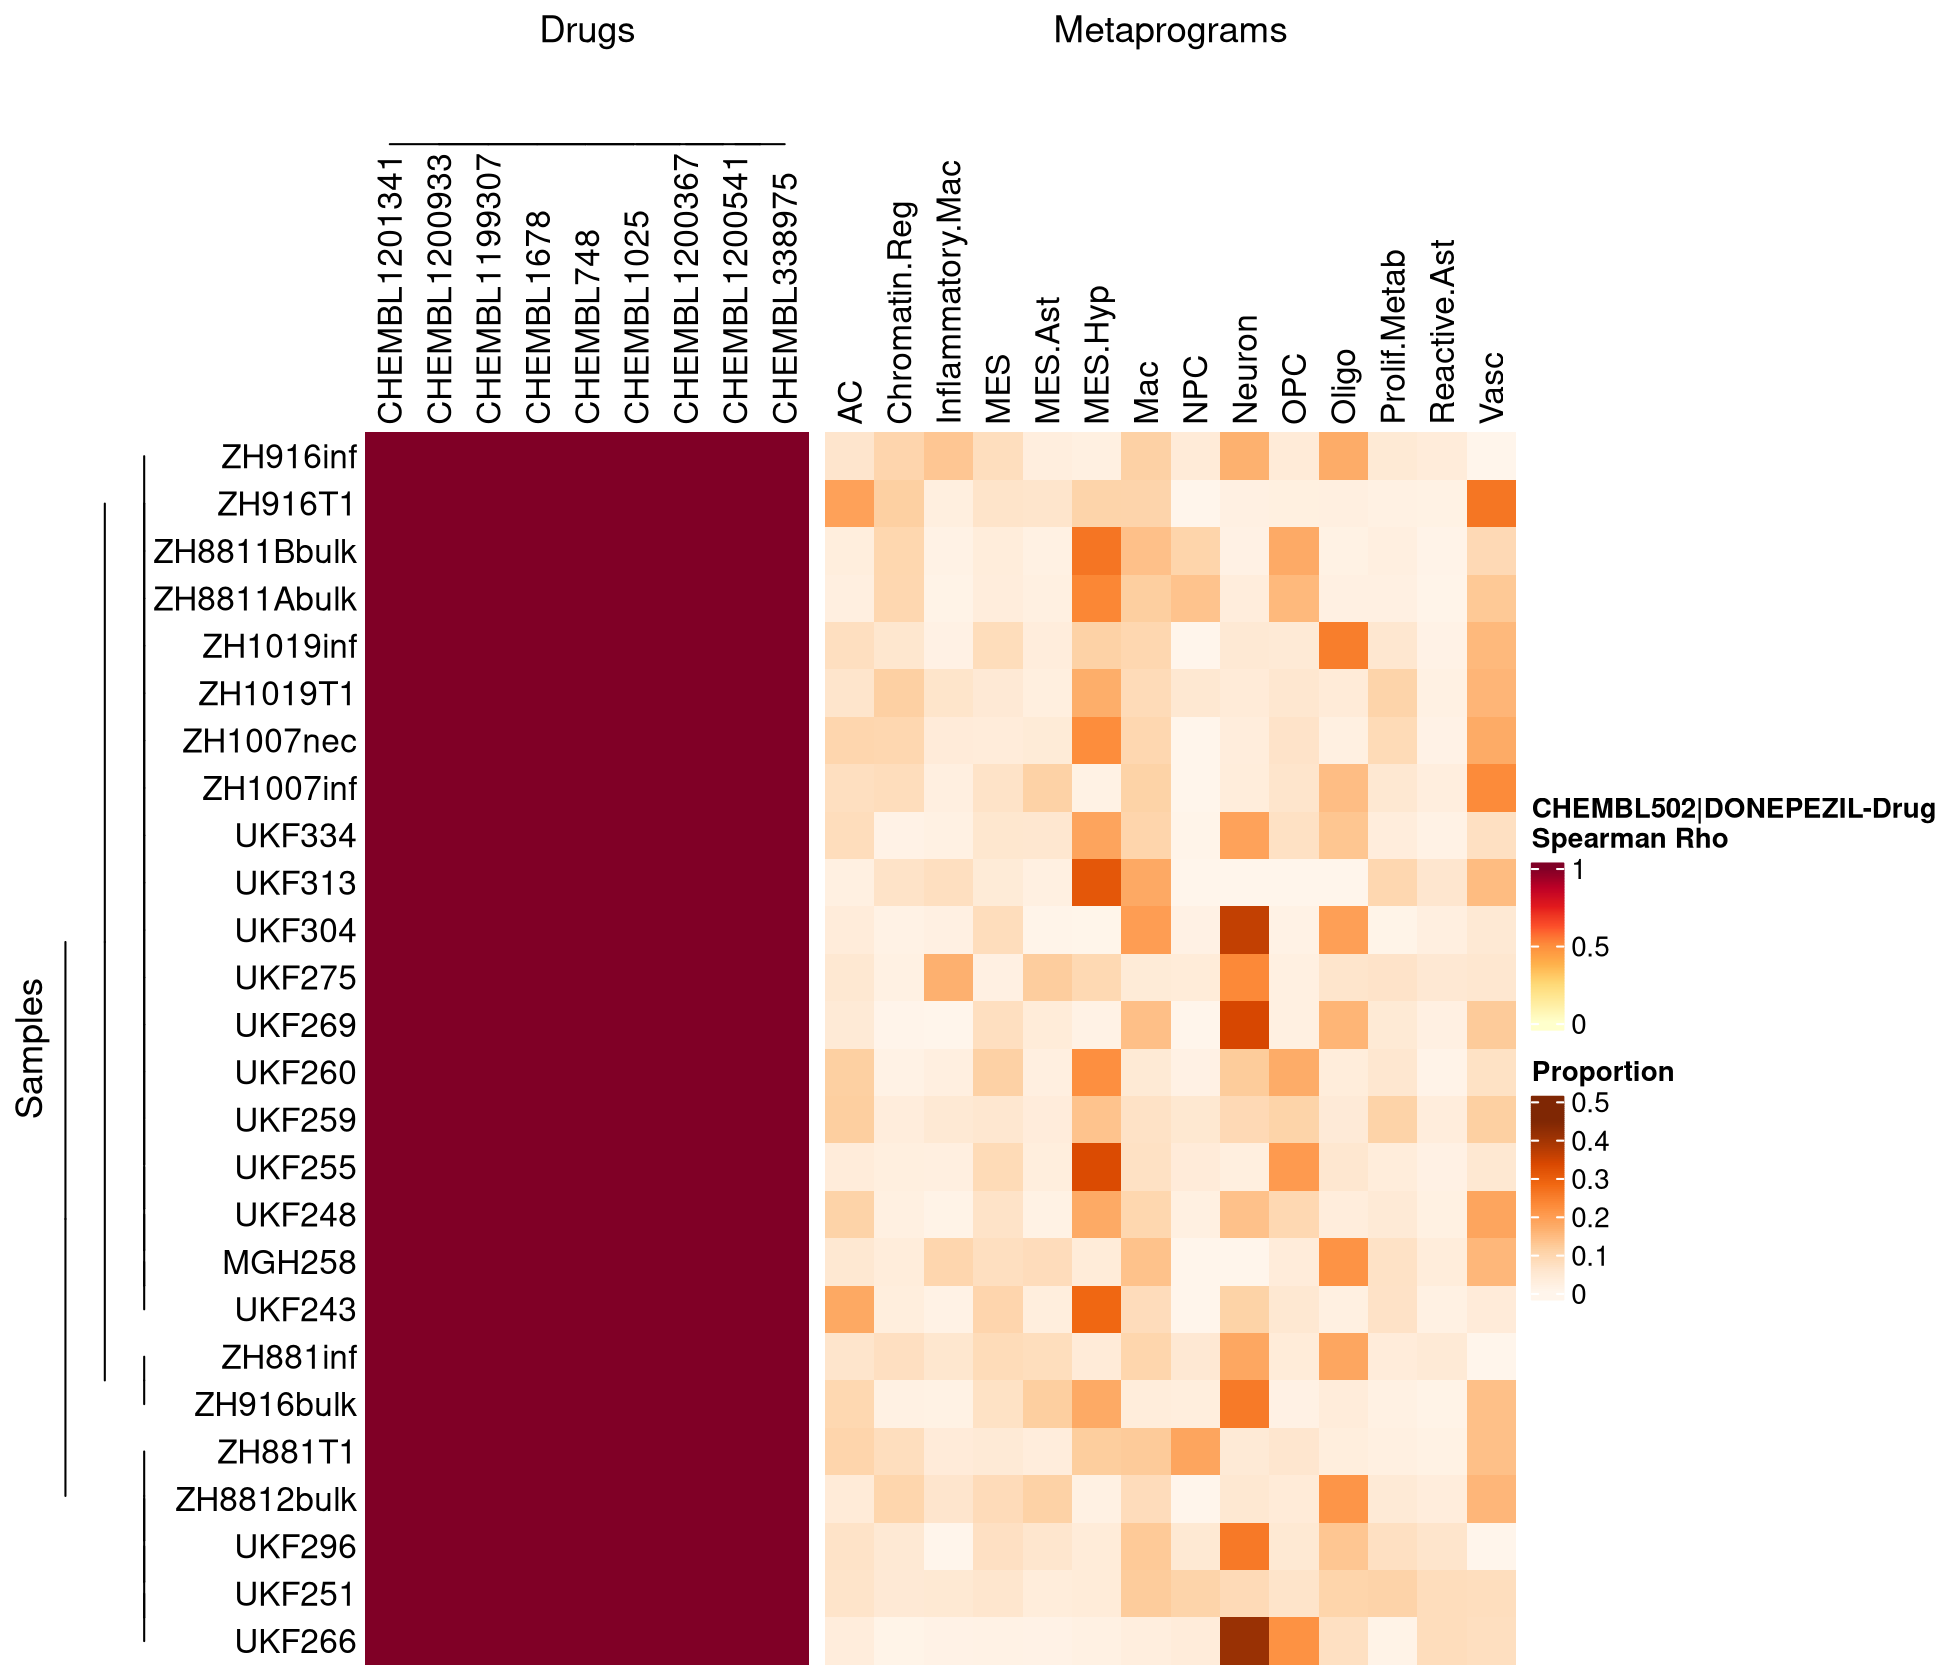 Drugs
Metaprograms
CHEMBL1201341
CHEMBL1200933
CHEMBL1199307
CHEMBL1678
CHEMBL748
CHEMBL1025
CHEMBL1200367
CHEMBL1200541
CHEMBL338975
AC
Chromatin.Reg
Inflammatory.Mac
MES
MES.Ast
MES.Hyp
Mac
NPC
Neuron
OPC
Oligo
Prolif.Metab
Reactive.Ast
Vasc
Samples
ZH916inf
ZH916T1
ZH8811Bbulk
ZH8811Abulk
ZH1019inf
ZH1019T1
ZH1007nec
ZH1007inf
UKF334
UKF313
UKF304
UKF275
UKF269
UKF260
UKF259
UKF255
UKF248
MGH258
UKF243
ZH881inf
ZH916bulk
ZH881T1
ZH8812bulk
UKF296
UKF251
UKF266
CHEMBL502|DONEPEZIL-Drug
Spearman Rho
1
0.5
0
Proportion
0.5
0.4
0.3
0.2
0.1
0